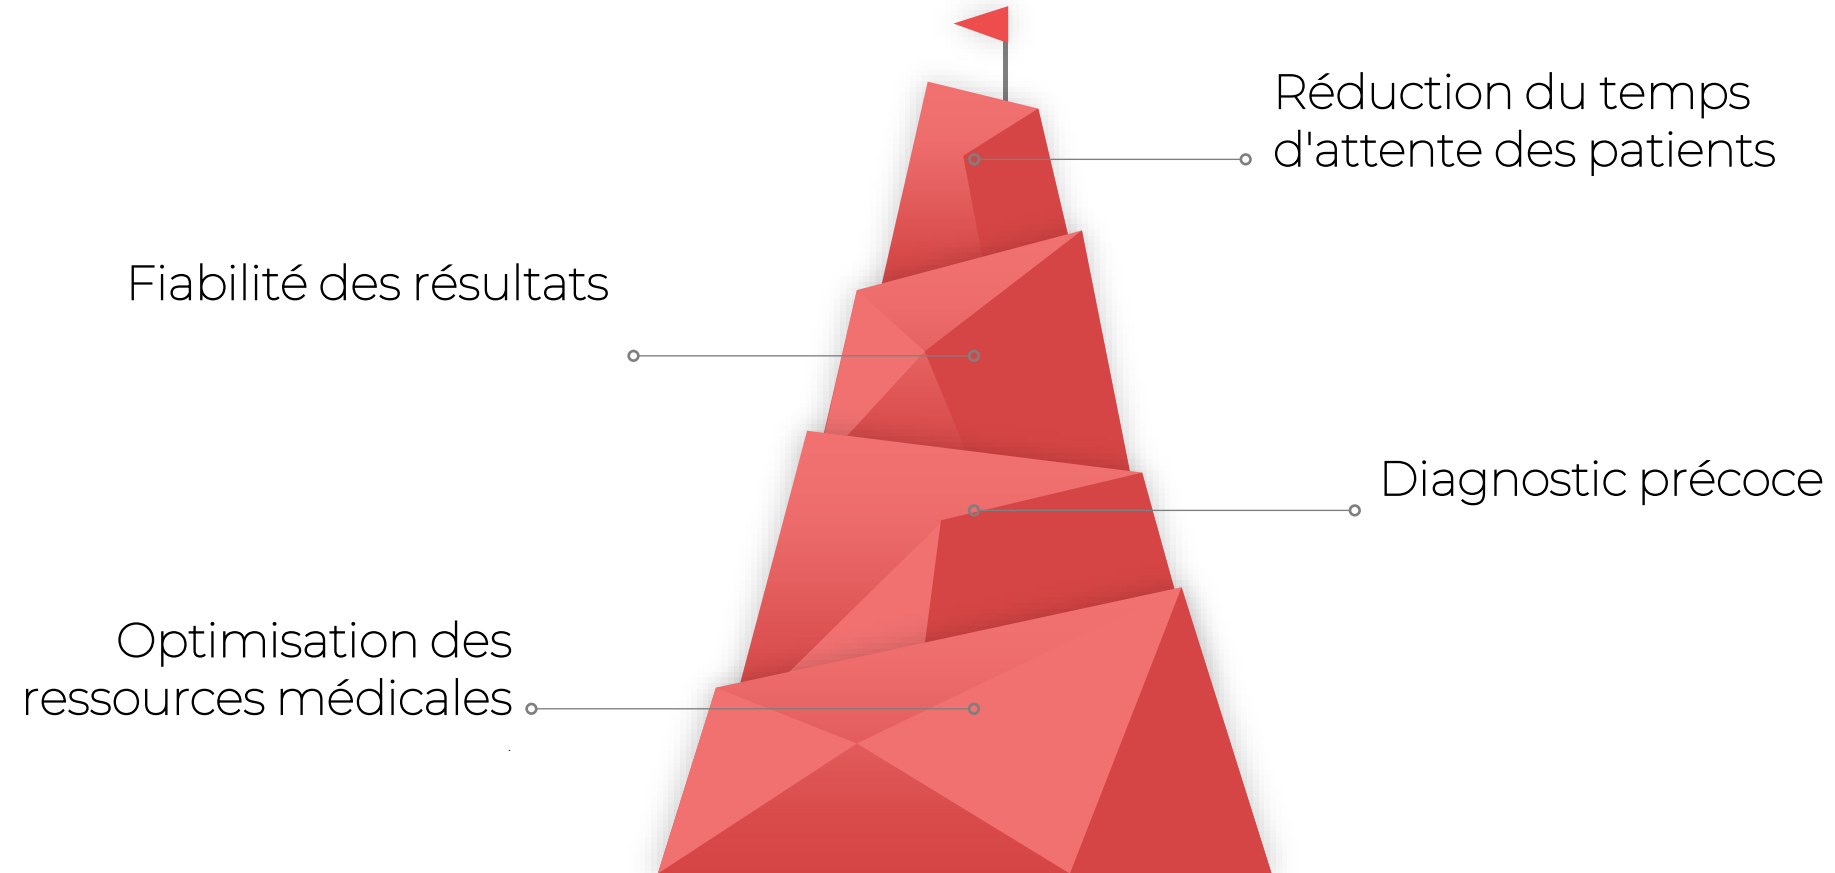 Réduction du temps
d'attente des patients
Fiabilité des résultats
Diagnostic précoce
Optimisation des
ressources médicales
.